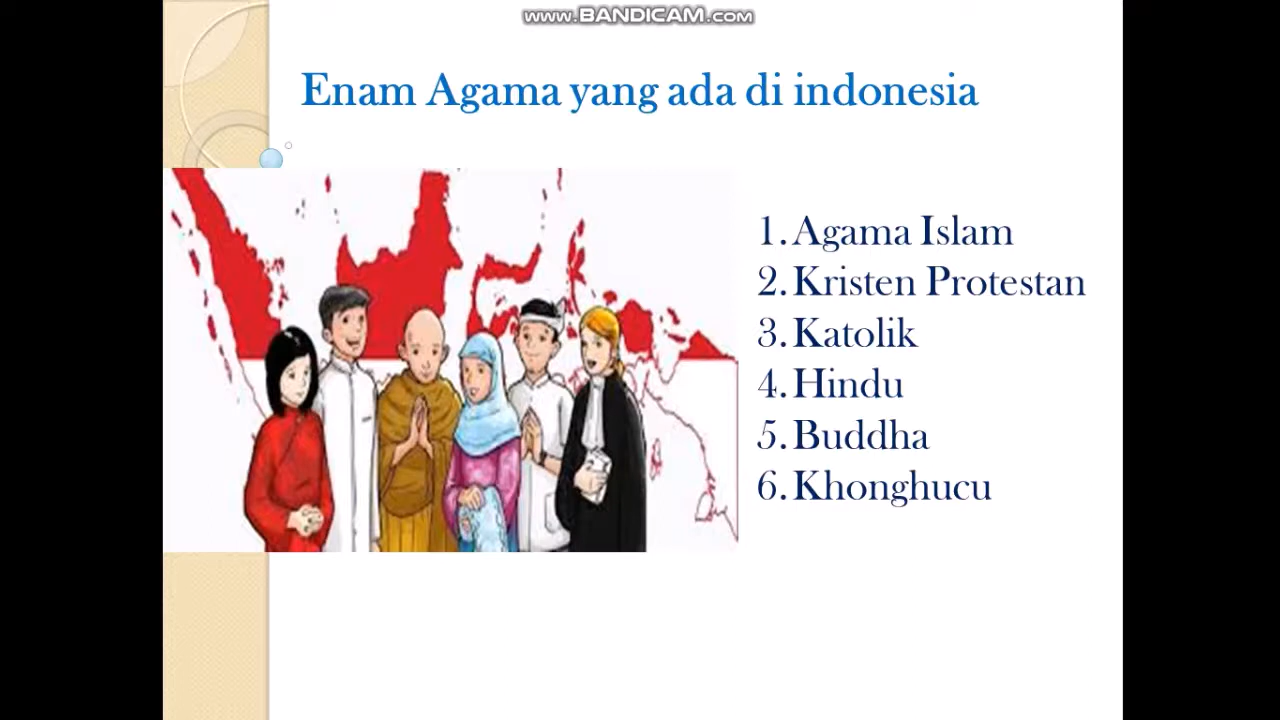 www.BANDICAM.com
Enam Agama yang ada di indonesia
1. Agama Islam
2. Kristen Protestan
3. Katolik
4. Hindu
5. Buddha
6. Khonghucu